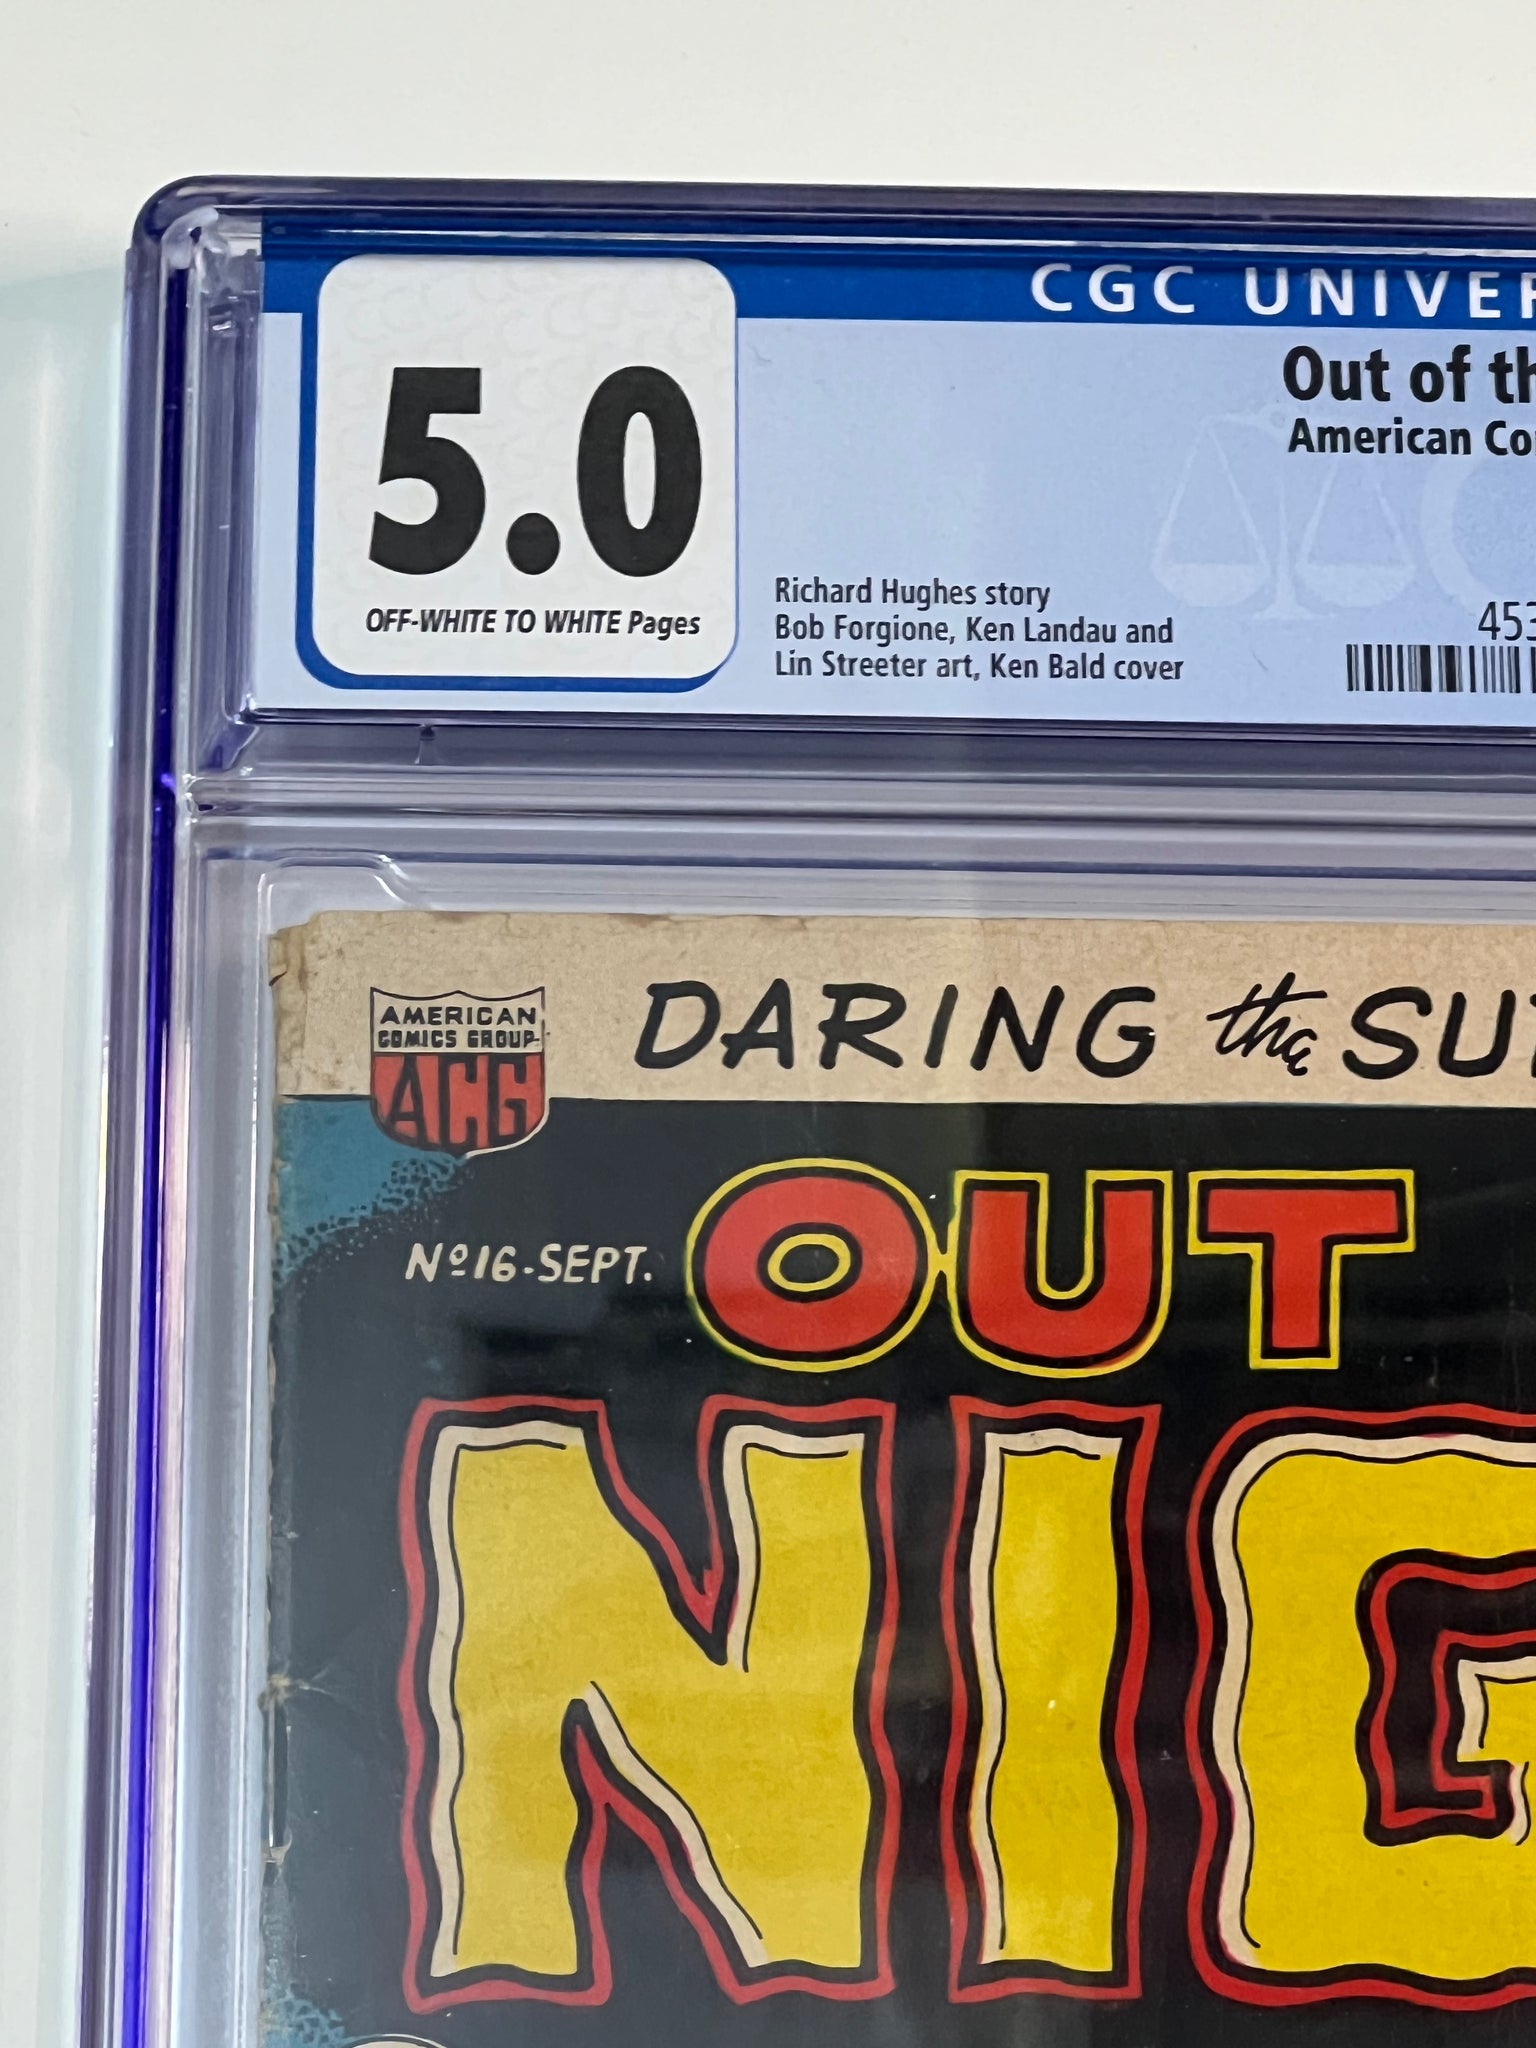 CGC UNIVER
5.0
OFF-WHITE TO WHITE Pages
Out of th
American Co
Richard Hughes story
Bob Forgione, Ken Landau and
Lin Streeter art, Ken Bald cover
453
AMERICAN
COMICS GROUP
ACG
DARING the SU
No16-SEPT.
OUT
NIG